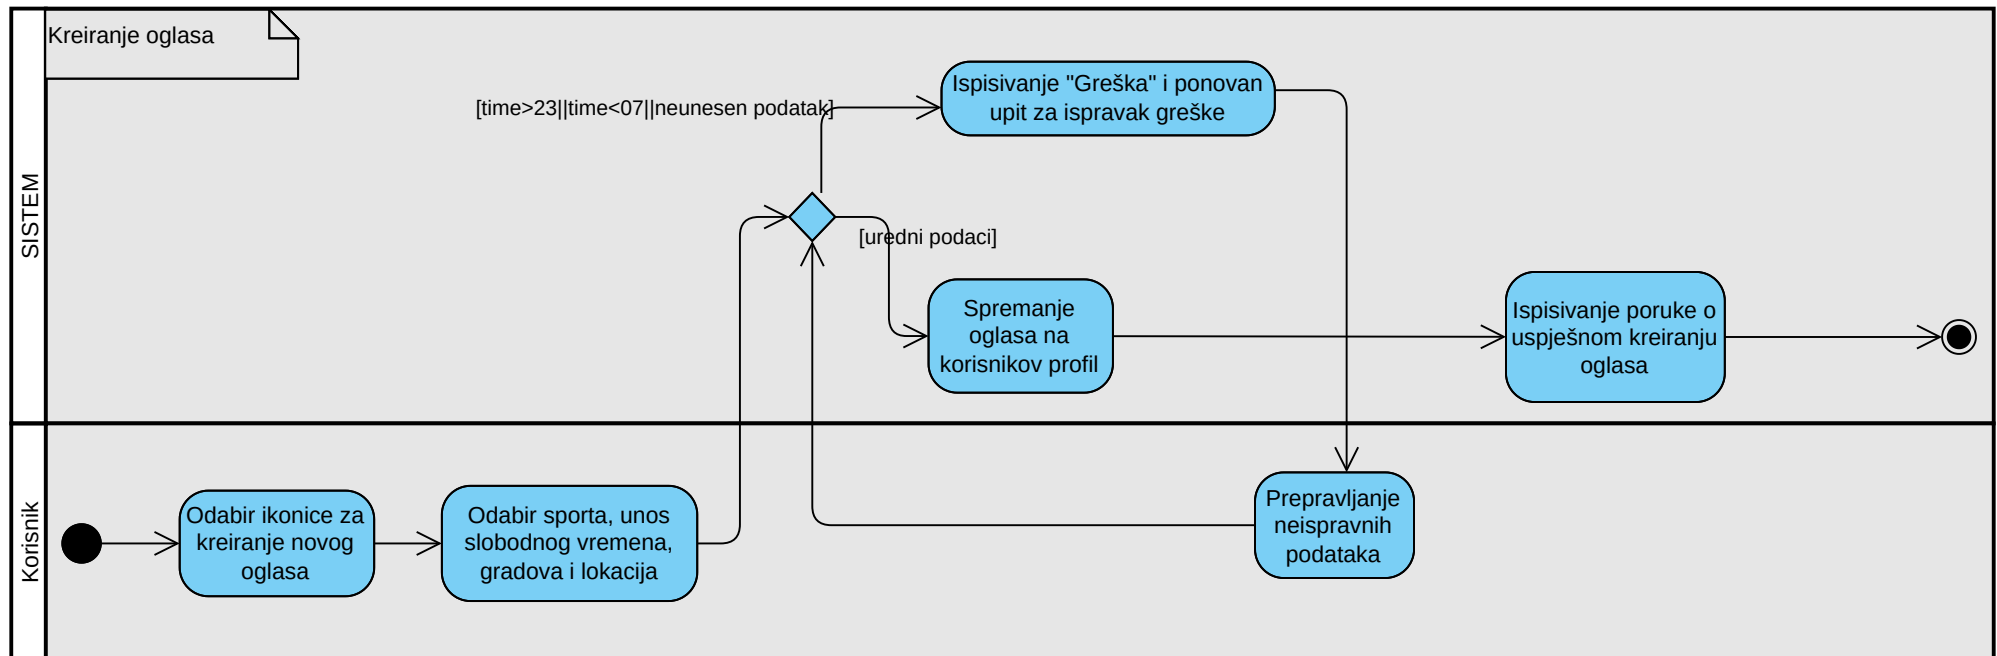 Kreiranje oglasa
SISTEM
[time>23||time<07||neunesen podatak]
Ispisivanje "Greška" i ponovan
upit za ispravak greške
[uredni podaci]
Spremanje
oglasa na
korisnikov profil
Ispisivanje poruke o
uspješnom kreiranju
oglasa
Korisnik
Odabir ikonice za
kreiranje novog
oglasa
Odabir sporta, unos
slobodnog vremena,
gradova i lokacija
Prepravljanje
neispravnih
podataka